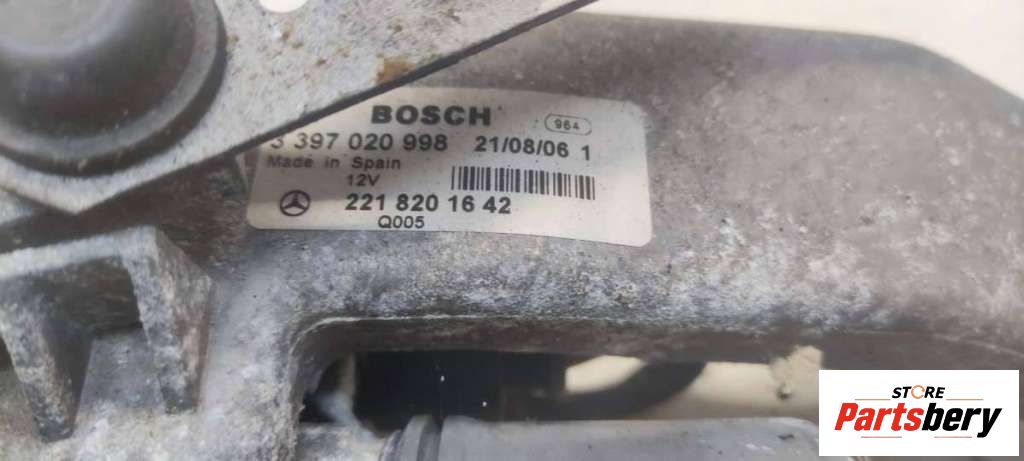 BOSCH 964
3 397 020 998 21/08/06 1
Made in Spain
12V
221 820 16 42
Q005
STORE
Partsbery